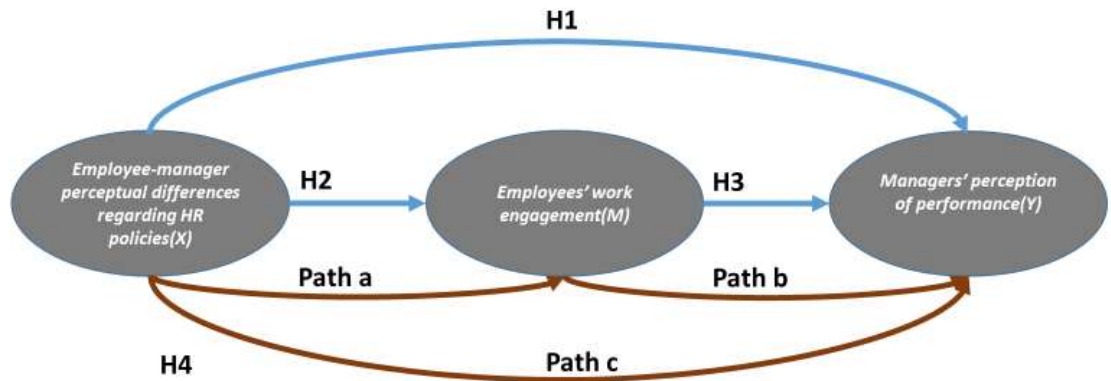 H1
Employee-manager
perceptual differences
regarding HR
policies(X)
H2
Employees' work
engagement(M)
H3
Managers' perception
of performance(Y)
Path a
Path b
H4
Path c